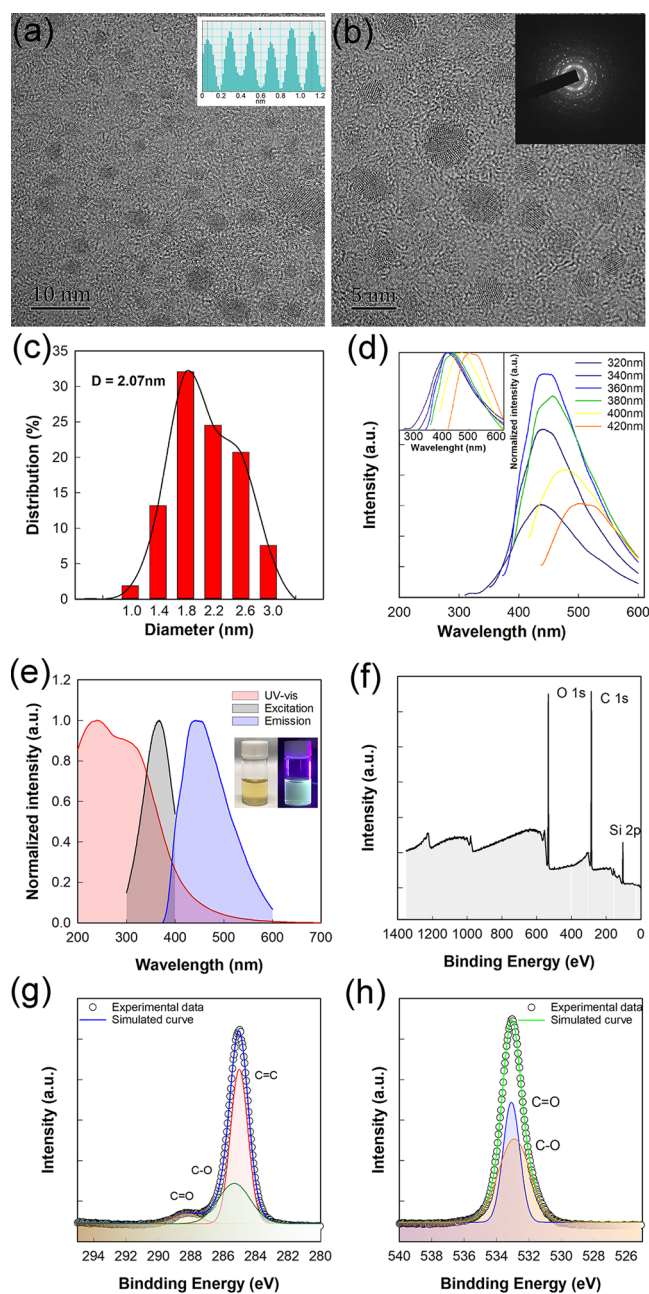 (a)
0 0.2 0.4 0.6 0.8 1.0 1.2
nm
10 nm
(b)
5 nm
(c)
35
30
25
20
15
10
5
0
Distribution (%)
D = 2.07nm
1.0 1.4 1.8 2.2 2.6 3.0
Diameter (nm)
(d)
Intensity (a.u.)
Normalized intensity (a.u.)
300 400 500 600
Wavelenght (nm)
320nm
340nm
360nm
380nm
400nm
420nm
200 300 400 500 600
Wavelength (nm)
(e)
Normalized intensity (a.u.)
1.2
1.0
0.8
0.6
0.4
0.2
0.0
UV-vis
Excitation
Emission
200 300 400 500 600 700
Wavelength (nm)
(f)
Intensity (a.u.)
O 1s
C 1s
Si 2p
1400 1200 1000 800 600 400 200 0
Binding Energy (eV)
(g)
Intensity (a.u.)
Experimental data
Simulated curve
C=C
C-O
C=O
294 292 290 288 286 284 282 280
Bindding Energy (eV)
(h)
Intensity (a.u.)
Experimental data
Simulated curve
C=O
C-O
540 538 536 534 532 530 528 526
Bindding Energy (eV)